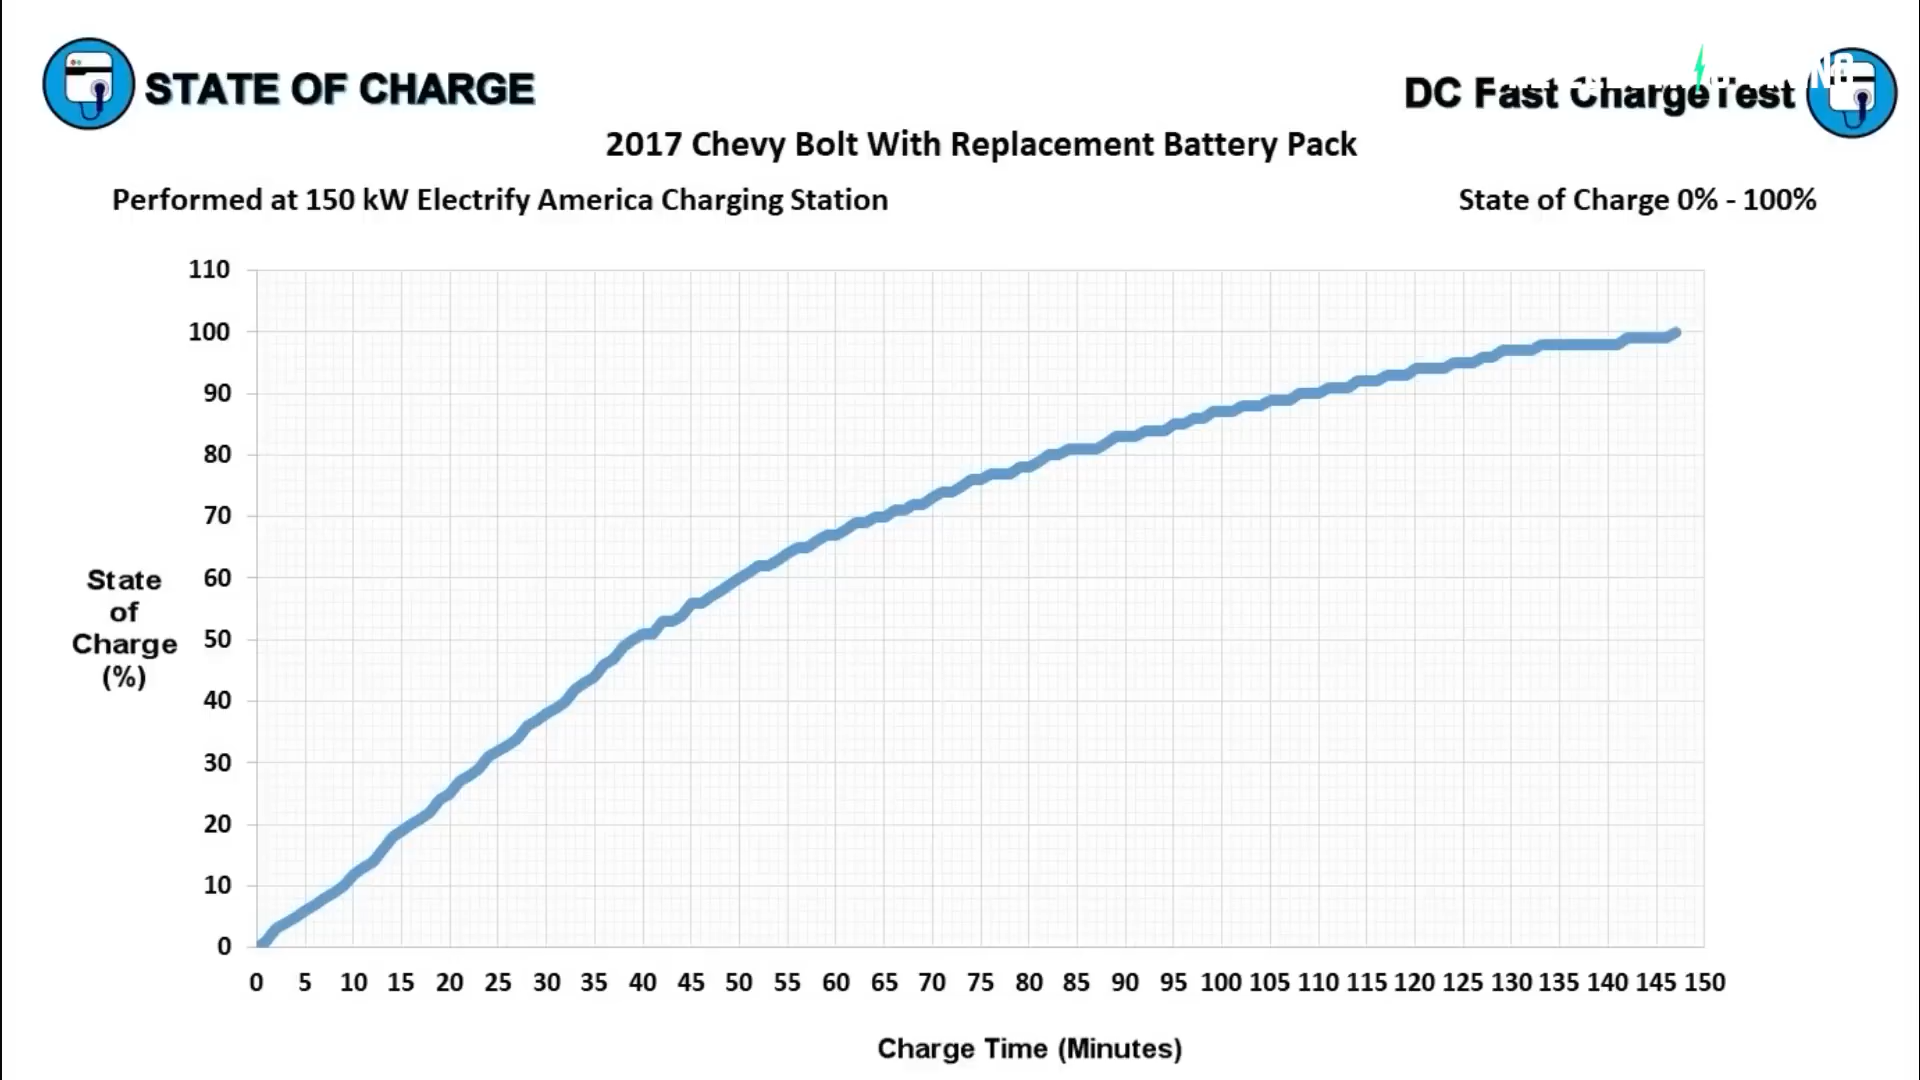 STATE OF CHARGE
DC Fast ChargeTest
2017 Chevy Bolt With Replacement Battery Pack
Performed at 150 kW Electrify America Charging Station
State of Charge 0% - 100%
110
100
90
80
70
60
50
40
30
20
10
0
State
of
Charge
(%)
0 5 10 15 20 25 30 35 40 45 50 55 60 65 70 75 80 85 90 95 100 105 110 115 120 125 130 135 140 145 150
Charge Time (Minutes)